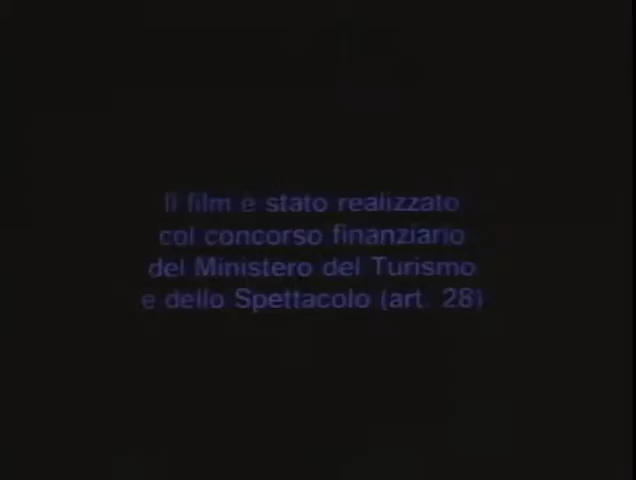 Il film è stato realizzato
col concorso finanziario
del Ministero del Turismo
e dello Spettacolo (art. 28)